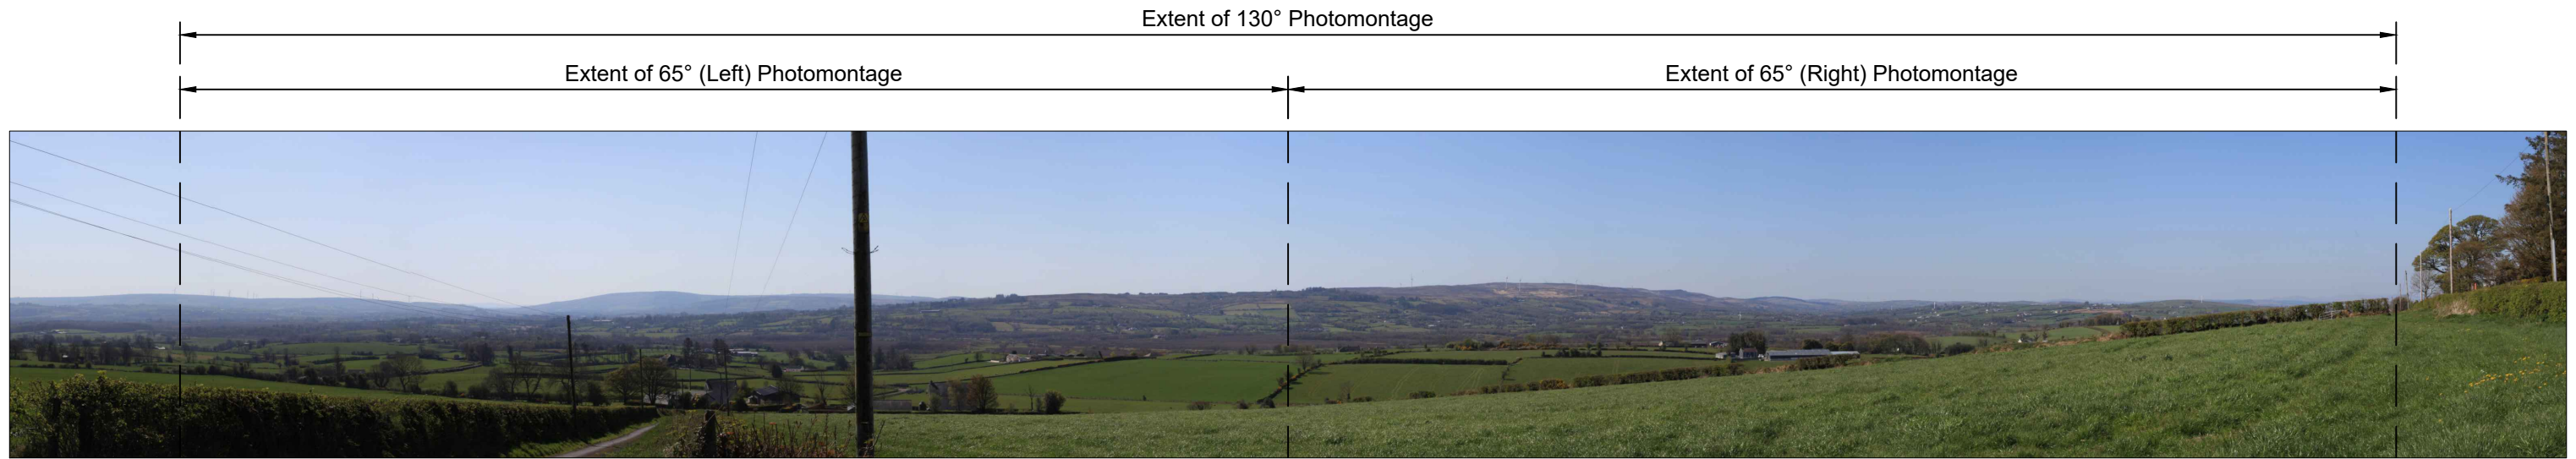 Extent of 130° Photomontage
Extent of 65° (Left) Photomontage
Extent of 65° (Right) Photomontage